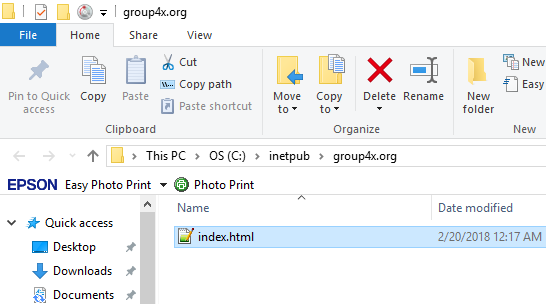 group4x.org
File Home Share View
Pin to Quick access
Copy
Paste
Cut
Copy path
Paste shortcut
Move to
Copy to
Delete
Rename
New folder
New
Easy
Clipboard Organize New
This PC OS (C:) inetpub group4x.org
EPSON Easy Photo Print Photo Print
Quick access
Desktop
Downloads
Documents
Name Date modified
index.html 2/20/2018 12:17 AM